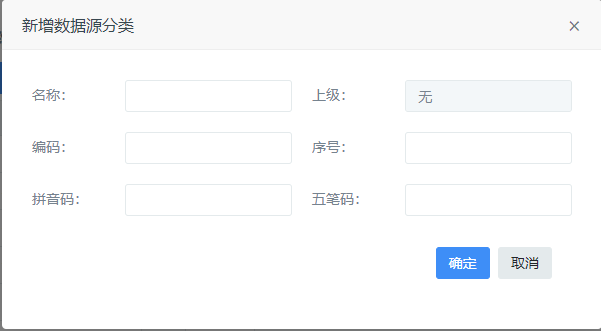 新增数据源分类 ×
名称: 上级: 无
编码: 序号:
拼音码: 五笔码:
确定 取消